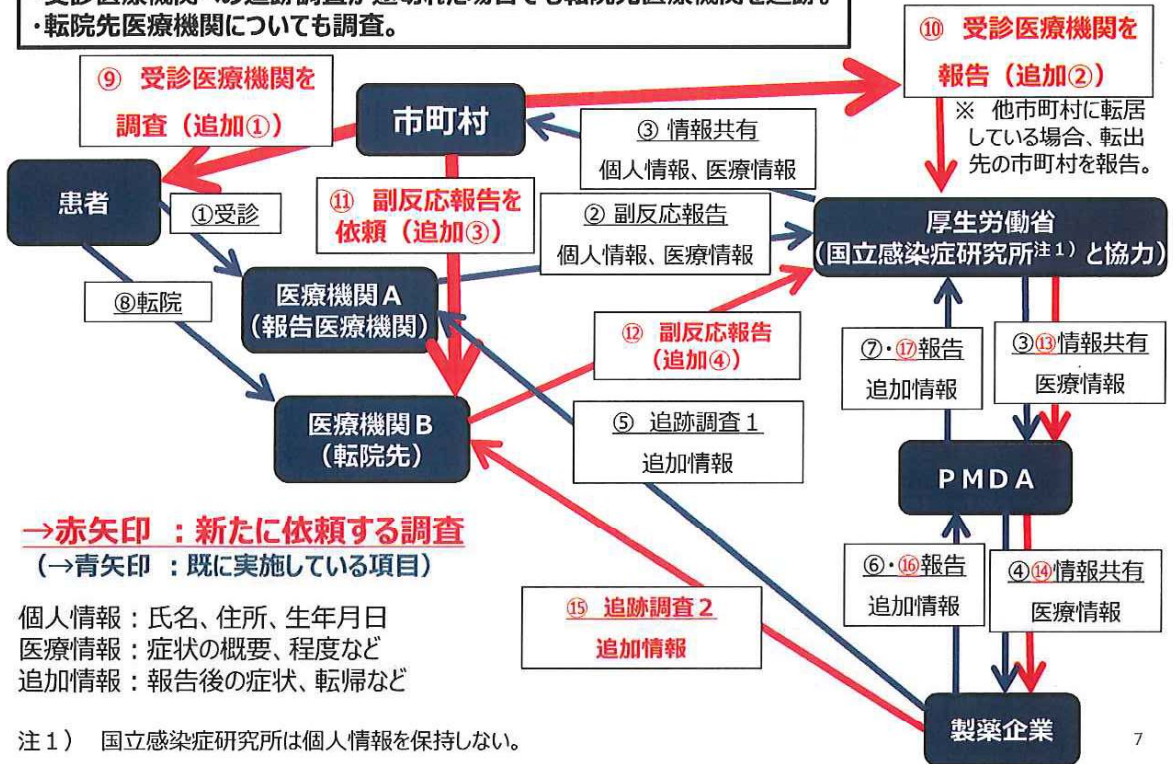 ・転院先医療機関についても調査。
⑩ 受診医療機関を
報告（追加②）
※ 他市町村に転居
している場合、転出
先の市町村を報告。
⑨ 受診医療機関を
調査（追加①）
市町村
③ 情報共有
個人情報、医療情報
患者
①受診
⑪ 副反応報告を
依頼（追加③）
② 副反応報告
個人情報、医療情報
厚生労働省
（国立感染症研究所注１）と協力）
⑧転院
医療機関Ａ
（報告医療機関）
⑫ 副反応報告
（追加④）
⑦・⑰報告
追加情報
③⑬情報共有
医療情報
医療機関Ｂ
（転院先）
⑤ 追跡調査１
追加情報
ＰＭＤＡ
→赤矢印 ：新たに依頼する調査
（→青矢印 ：既に実施している項目）
⑥・⑯報告
追加情報
④⑭情報共有
医療情報
個人情報：氏名、住所、生年月日
医療情報：症状の概要、程度など
追加情報：報告後の症状、転帰など
⑮ 追跡調査２
追加情報
製薬企業
注１） 国立感染症研究所は個人情報を保持しない。
7